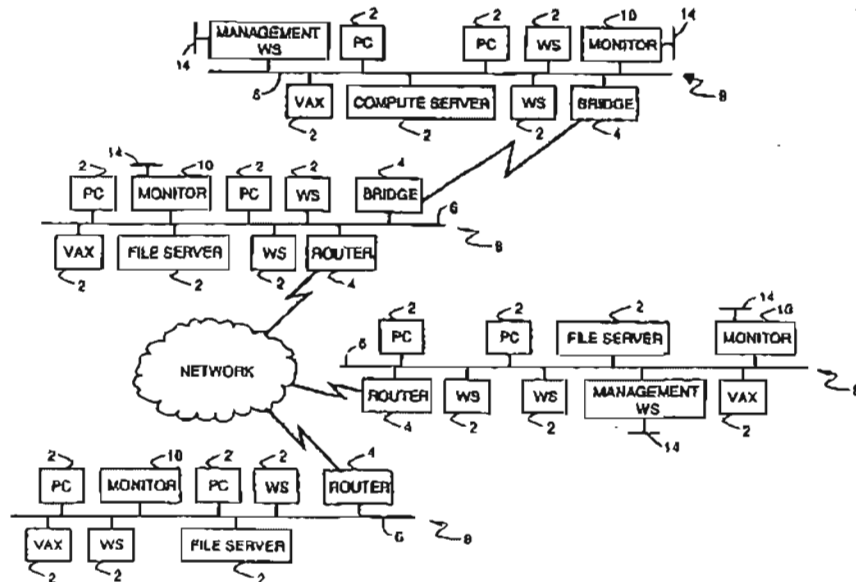 2 2 2 10 14
14 MANAGEMENT WS PC PC WS MONITOR
6 8
VAX COMPUTE SERVER WS BRIDGE
2 2 2 4
2 14 10 2 2 4
PC MONITOR PC WS BRIDGE
6
8
VAX FILE SERVER WS ROUTER
2 2 2 4
2 2 2 14 10
PC PC FILE SERVER MONITOR
6
NETWORK
8
ROUTER WS WS MANAGEMENT WS VAX
4 2 2 14 2
2 10 2 2 4
PC MONITOR PC WS ROUTER
6 8
VAX WS FILE SERVER
2 2 2